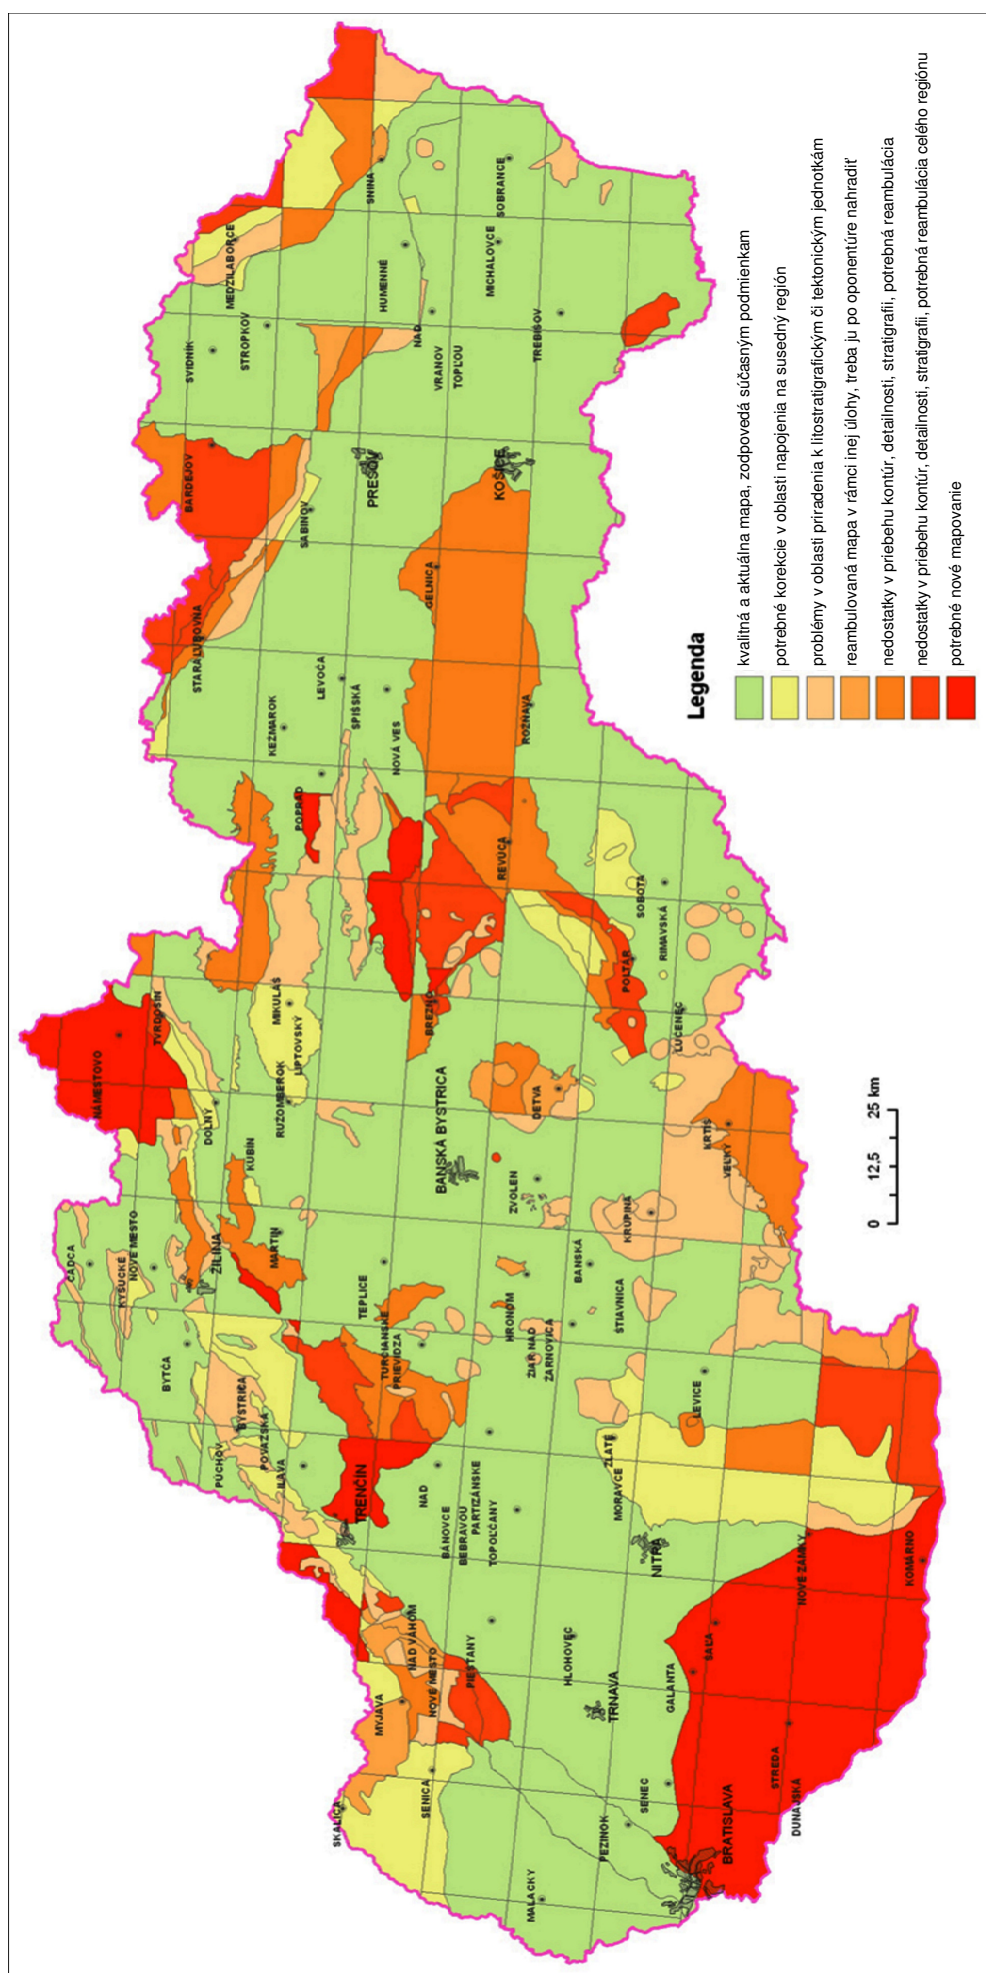 SKALICA
SENICA
MALACKY
PEZINOK
SENEC
BRATISLAVA
DUNAJSKÁ
STREDA
GALANTA
ŠAĽA
TRNAVA
HLOHOVEC
PIEŠŤANY
MYJAVA
NOVÉ MESTO
NAD VÁHOM
TRENČÍN
BÁNOVCE
NAD
BEBRAVOU
PARTIZÁNSKE
TOPOĽČANY
NITRA
ZLATÉ
MORAVCE
NOVÉ ZÁMKY
KOMÁRNO
LEVICE
ILAVA
PÚCHOV
POVAŽSKÁ
BYSTRICA
BYTČA
ČADCA
KYSUCKÉ
NOVÉ MESTO
ŽILINA
MARTIN
TURČIANSKE
TEPLICE
PRIEVIDZA
ŽIAR NAD
HRONOM
ŽARNOVICA
BANSKÁ
ŠTIAVNICA
KRUPINA
ZVOLEN
DETVA
BANSKÁ BYSTRICA
VEĽKÝ
KRTÍŠ
LUČENEC
POLTÁR
RIMAVSKÁ
SOBOTA
REVÚCA
BREZNO
DOLNÝ
KUBÍN
NÁMESTOVO
TVRDOŠÍN
RUŽOMBEROK
LIPTOVSKÝ
MIKULÁŠ
POPRAD
KEŽMAROK
LEVOČA
SPIŠSKÁ
NOVÁ VES
ROŽŇAVA
GELNICA
STARÁ ĽUBOVŇA
SABINOV
BARDEJOV
PREŠOV
KOŠICE
SVIDNÍK
STROPKOV
MEDZILABORCE
SNINA
HUMENNÉ
VRANOV
NAD
TOPĽOU
MICHALOVCE
SOBRANCE
TREBIŠOV
0 12,5 25 km
Legenda
kvalitná a aktuálna mapa, zodpovedá súčasným podmienkam
potrebné korekcie v oblasti napojenia na susedný región
problémy v oblasti priradenia k litostratigrafickým či tektonickým jednotkám
reambulovaná mapa v rámci inej úlohy, treba ju po oponentúre nahradiť
nedostatky v priebehu kontúr, detailnosti, stratigrafii, potrebná reambulácia
nedostatky v priebehu kontúr, detailnosti, stratigrafii, potrebná reambulácia celého regiónu
potrebné nové mapovanie